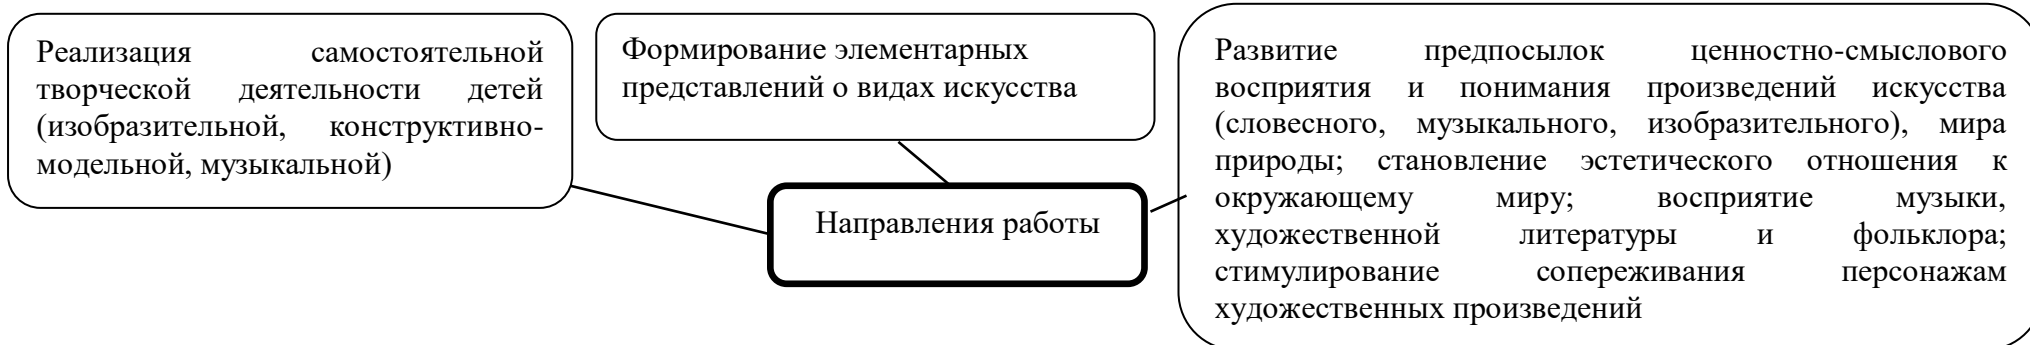 Реализация самостоятельной
творческой деятельности детей
(изобразительной, конструктивно-
модельной, музыкальной)
Формирование элементарных
представлений о видах искусства
Развитие предпосылок ценностно-смыслового
восприятия и понимания произведений искусства
(словесного, музыкального, изобразительного), мира
природы; становление эстетического отношения к
окружающему миру; восприятие музыки,
художественной литературы и фольклора;
стимулирование сопереживания персонажам
художественных произведений
Направления работы